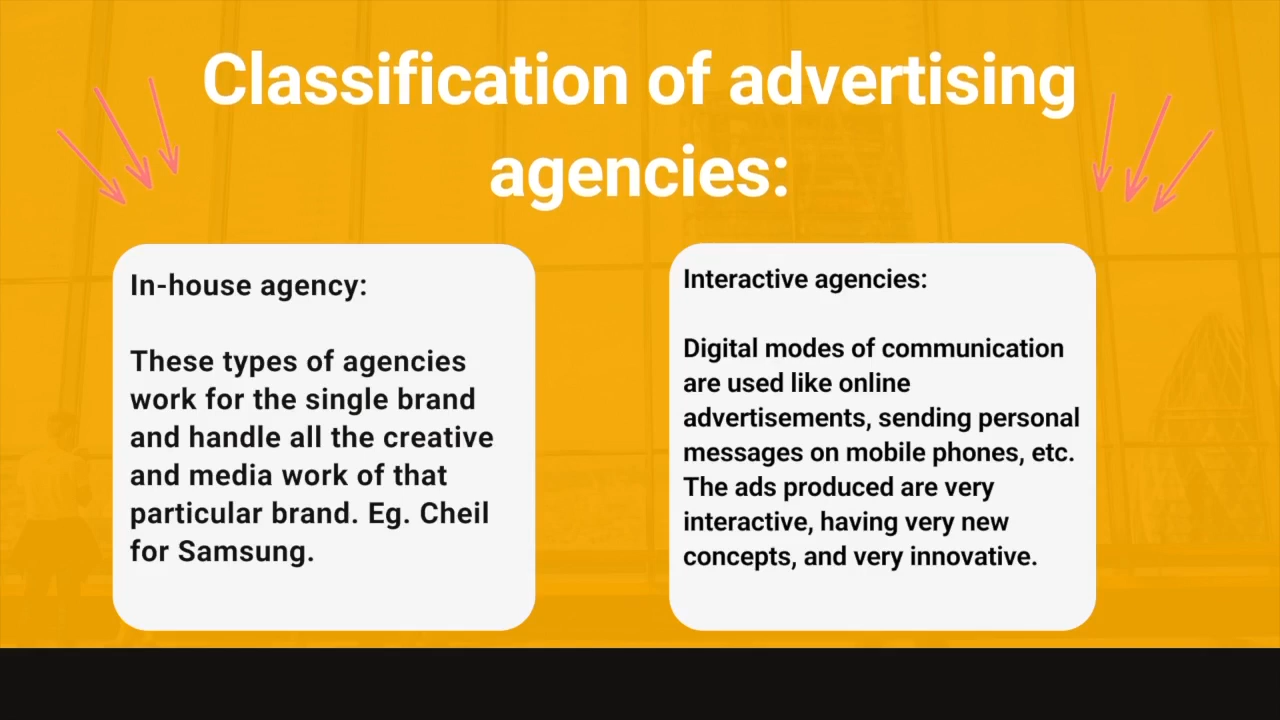 Classification of advertising
agencies:
In-house agency:
These types of agencies
work for the single brand
and handle all the creative
and media work of that
particular brand. Eg. Cheil
for Samsung.
Interactive agencies:
Digital modes of communication
are used like online
advertisements, sending personal
messages on mobile phones, etc.
The ads produced are very
interactive, having very new
concepts, and very innovative.